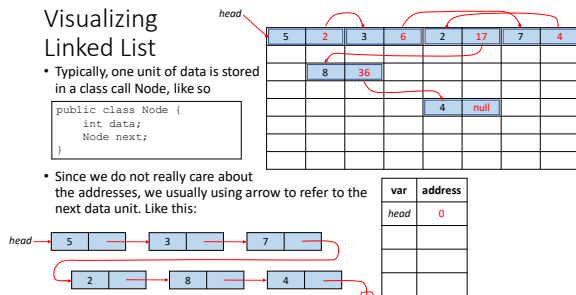 Visualizing
Linked List
• Typically, one unit of data is stored
in a class call Node, like so
public class Node {
int data;
Node next;
}
• Since we do not really care about
the addresses, we usually using arrow to refer to the
next data unit. Like this:
head
5 3 7
2 8 4
head
5 2 3 6 2 17 7 4
8 36
4 null
var address
head 0